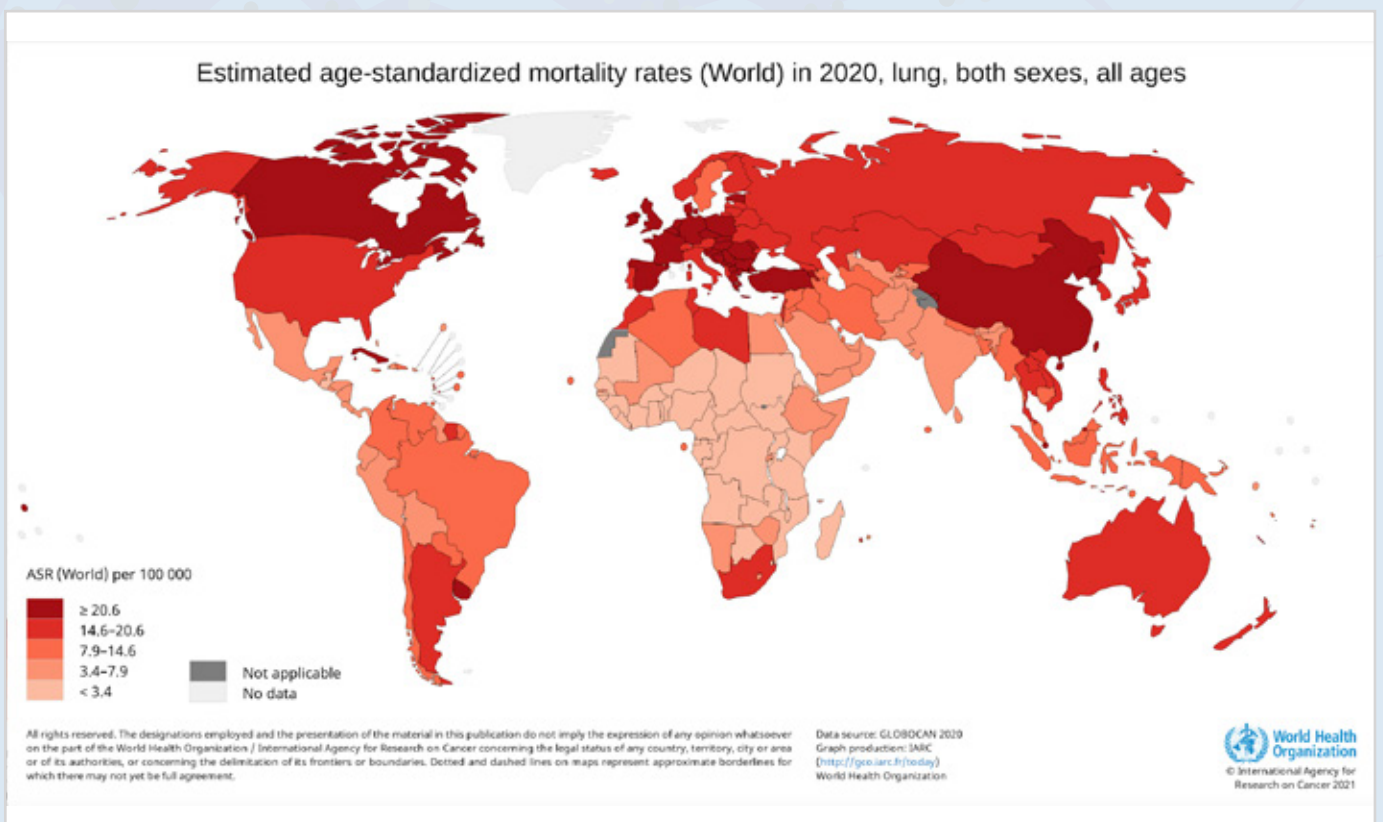 Estimated age-standardized mortality rates (World) in 2020, lung, both sexes, all ages
ASR (World) per 100 000
≥ 20.6
14.6–20.6
7.9–14.6
3.4–7.9
< 3.4
Not applicable
No data
All rights reserved. The designations employed and the presentation of the material in this publication do not imply the expression of any opinion whatsoever
on the part of the World Health Organization / International Agency for Research on Cancer concerning the legal status of any country, territory, city or area
or of its authorities, or concerning the delimitation of its frontiers or boundaries. Dotted and dashed lines on maps represent approximate borderlines for
which there may not yet be full agreement.
Data source: GLOBOCAN 2020
Graph production: IARC
(http://gco.iarc.fr/today)
World Health Organization
World Health
Organization
© International Agency for
Research on Cancer 2021